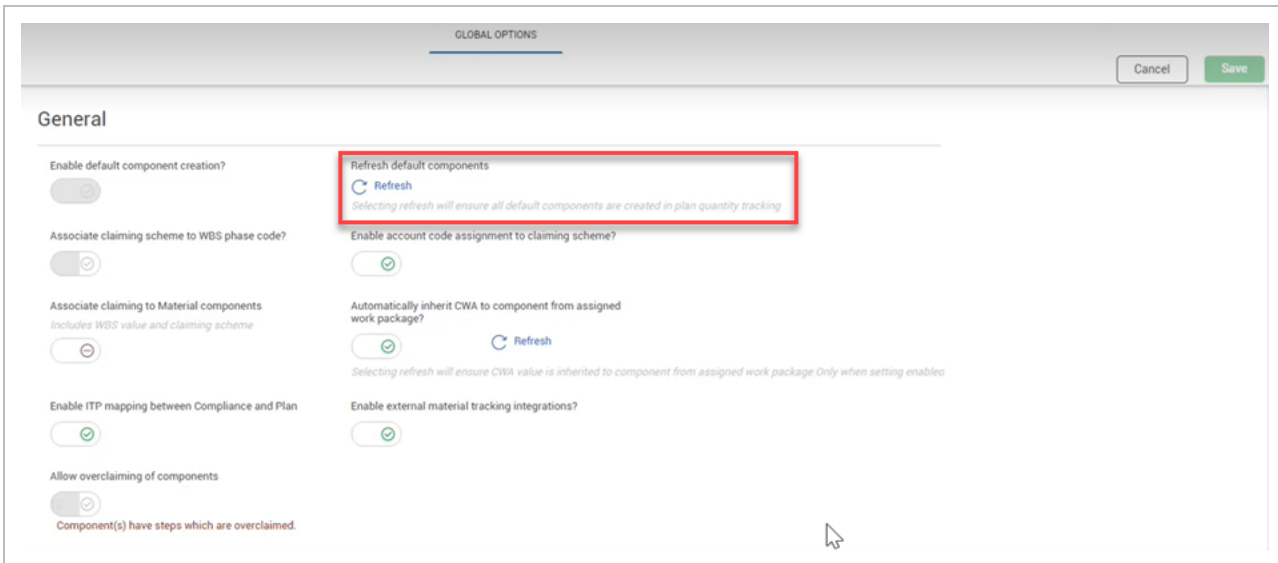 GLOBAL OPTIONS
Cancel
Save
General
Enable default component creation?
Refresh default components
Refresh
Selecting refresh will ensure all default components are created in plan quantity tracking
Associate claiming scheme to WBS phase code?
Enable account code assignment to claiming scheme?
Associate claiming to Material components
Includes WBS value and claiming scheme
Automatically inherit CWA to component from assigned
work package?
Refresh
Selecting refresh will ensure CWA value is inherited to component from assigned work package.Only when setting enabled
Enable ITP mapping between Compliance and Plan
Enable external material tracking integrations?
Allow overclaiming of components
Component(s) have steps which are overclaimed.